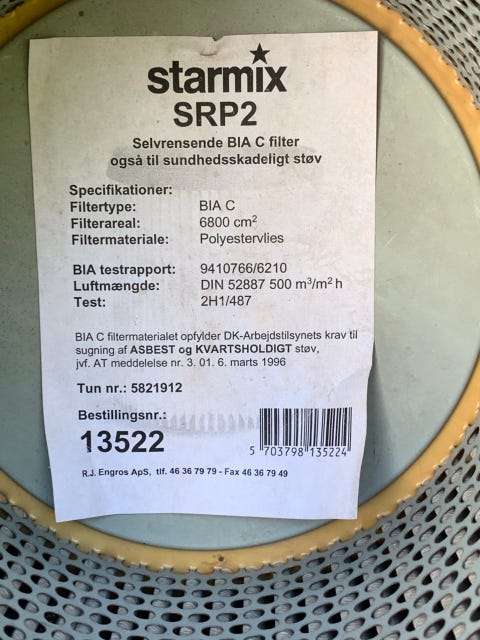 starmix
SRP2
Selvrensende BIA C filter
også til sundhedsskadeligt støv
Specifikationer:
Filtertype: BIA C
Filterareal: 6800 cm²
Filtermateriale: Polyestervlies
BIA testrapport: 9410766/6210
Luftmængde: DIN 52887 500 m³/m² h
Test: 2H1/487
BIA C filtermaterialet opfylder DK-Arbejdstilsynets krav til
sugning af ASBEST og KVARTSHOLDIGT støv,
jvf. AT meddelelse nr. 3. 01. 6. marts 1996
Tun nr.: 5821912
Bestillingsnr.:
13522
5 703798 135224
R.J. Engros ApS, tlf. 46 36 79 79 - Fax 46 36 79 49